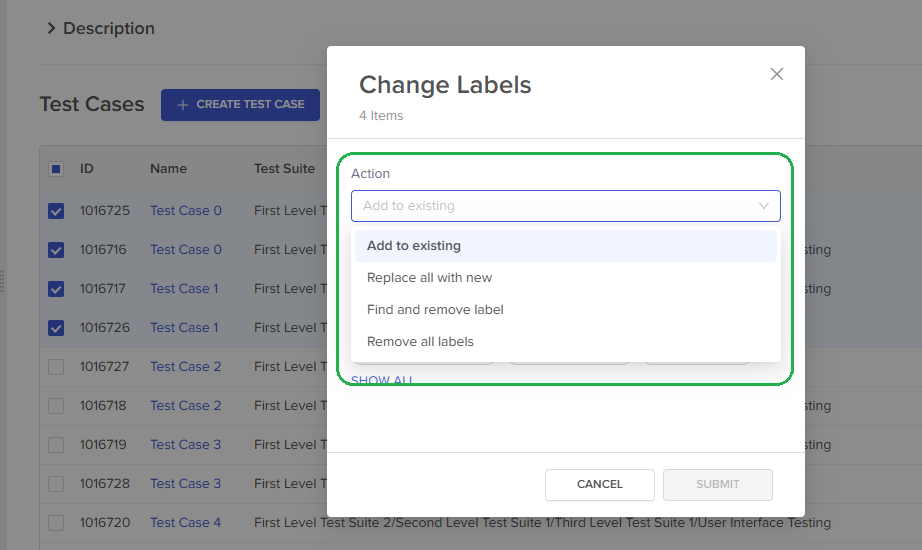 Description
Test Cases
CREATE TEST CASE
ID Name Test Suite
1016725 Test Case 0 First Level T
1016716 Test Case 0 First Level T sting
1016717 Test Case 1 First Level T sting
1016726 Test Case 1 First Level T
1016727 Test Case 2 First Level T
1016718 Test Case 2 First Level T sting
1016719 Test Case 3 First Level T sting
1016728 Test Case 3 First Level T
1016720 Test Case 4 First Level Test Suite 2/Second Level Test Suite 1/Third Level Test Suite 1/User Interface Testing
Change Labels
4 Items
Action
Add to existing
Add to existing
Replace all with new
Find and remove label
Remove all labels
SHOW ALL
CANCEL
SUBMIT